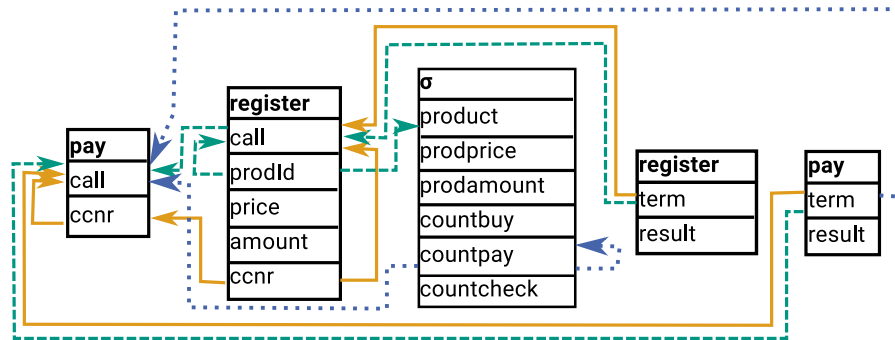 pay
call
ccnr
register
call
prodId
price
amount
ccnr
σ
product
prodprice
prodamount
countbuy
countpay
countcheck
register
term
result
pay
term
result